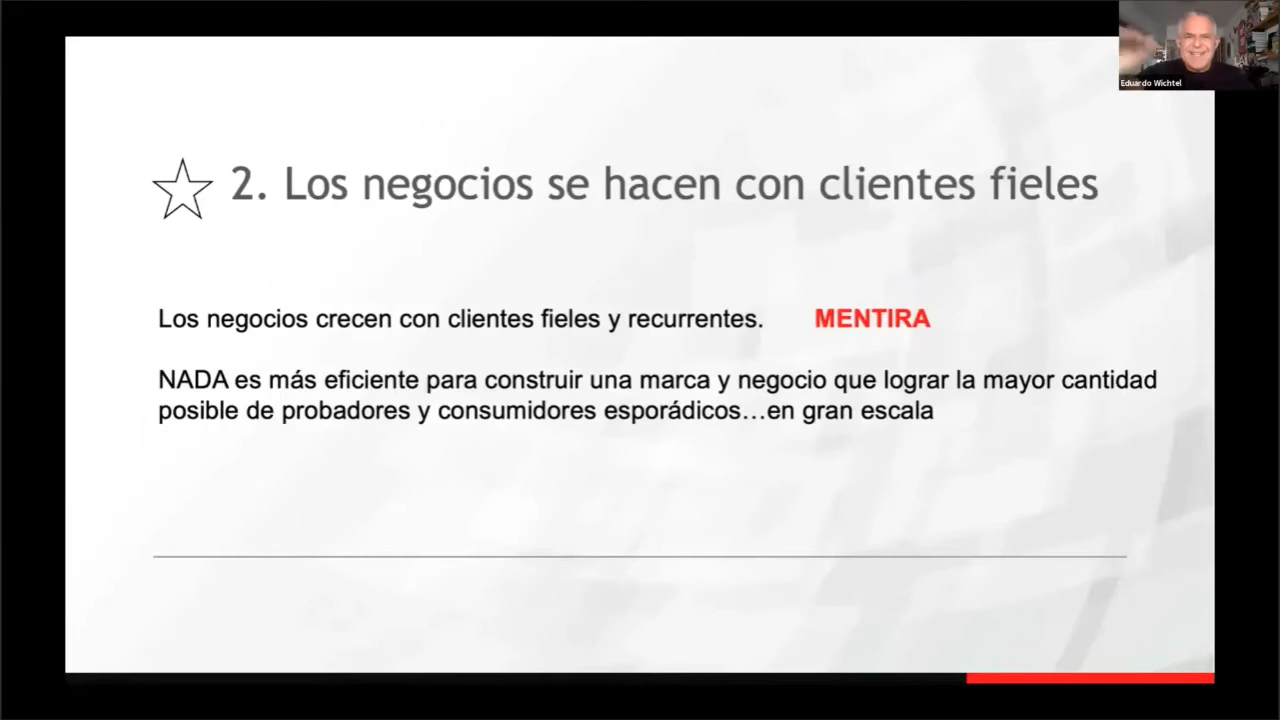 Eduardo Wichtel
2. Los negocios se hacen con clientes fieles
Los negocios crecen con clientes fieles y recurrentes. MENTIRA
NADA es más eficiente para construir una marca y negocio que lograr la mayor cantidad
posible de probadores y consumidores esporádicos…en gran escala